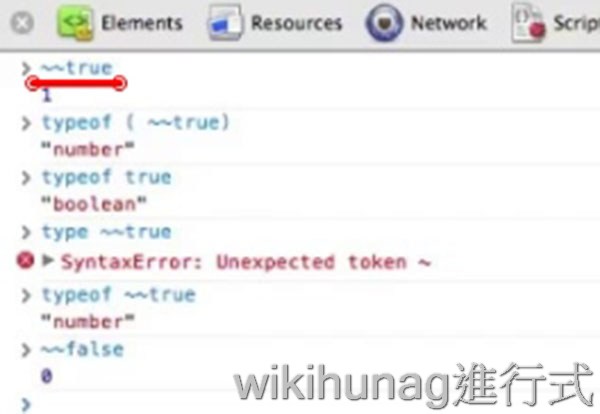 Elements Resources Network Scrip
> ~~true
1
> typeof ( ~~true)
"number"
> typeof true
"boolean"
> type ~~true
SyntaxError: Unexpected token ~
> typeof ~~true
"number"
> ~~false
0
>
wikihunag進行式